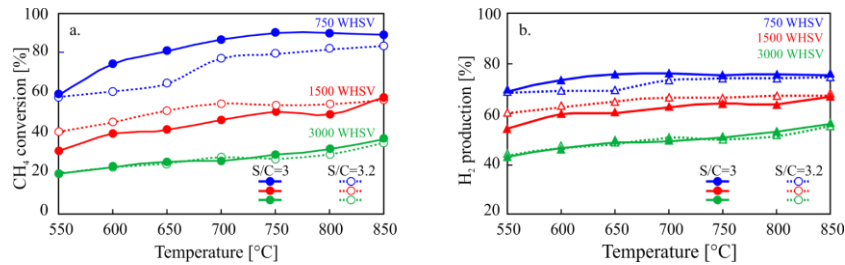 a.
CH₄ conversion [%]
100
80
60
40
20
0
750 WHSV
1500 WHSV
3000 WHSV
S/C=3 S/C=3.2
550 600 650 700 750 800 850
Temperature [°C]
b.
H₂ production [%]
100
80
60
40
20
750 WHSV
1500 WHSV
3000 WHSV
S/C=3 S/C=3.2
550 600 650 700 750 800 850
Temperature [°C]